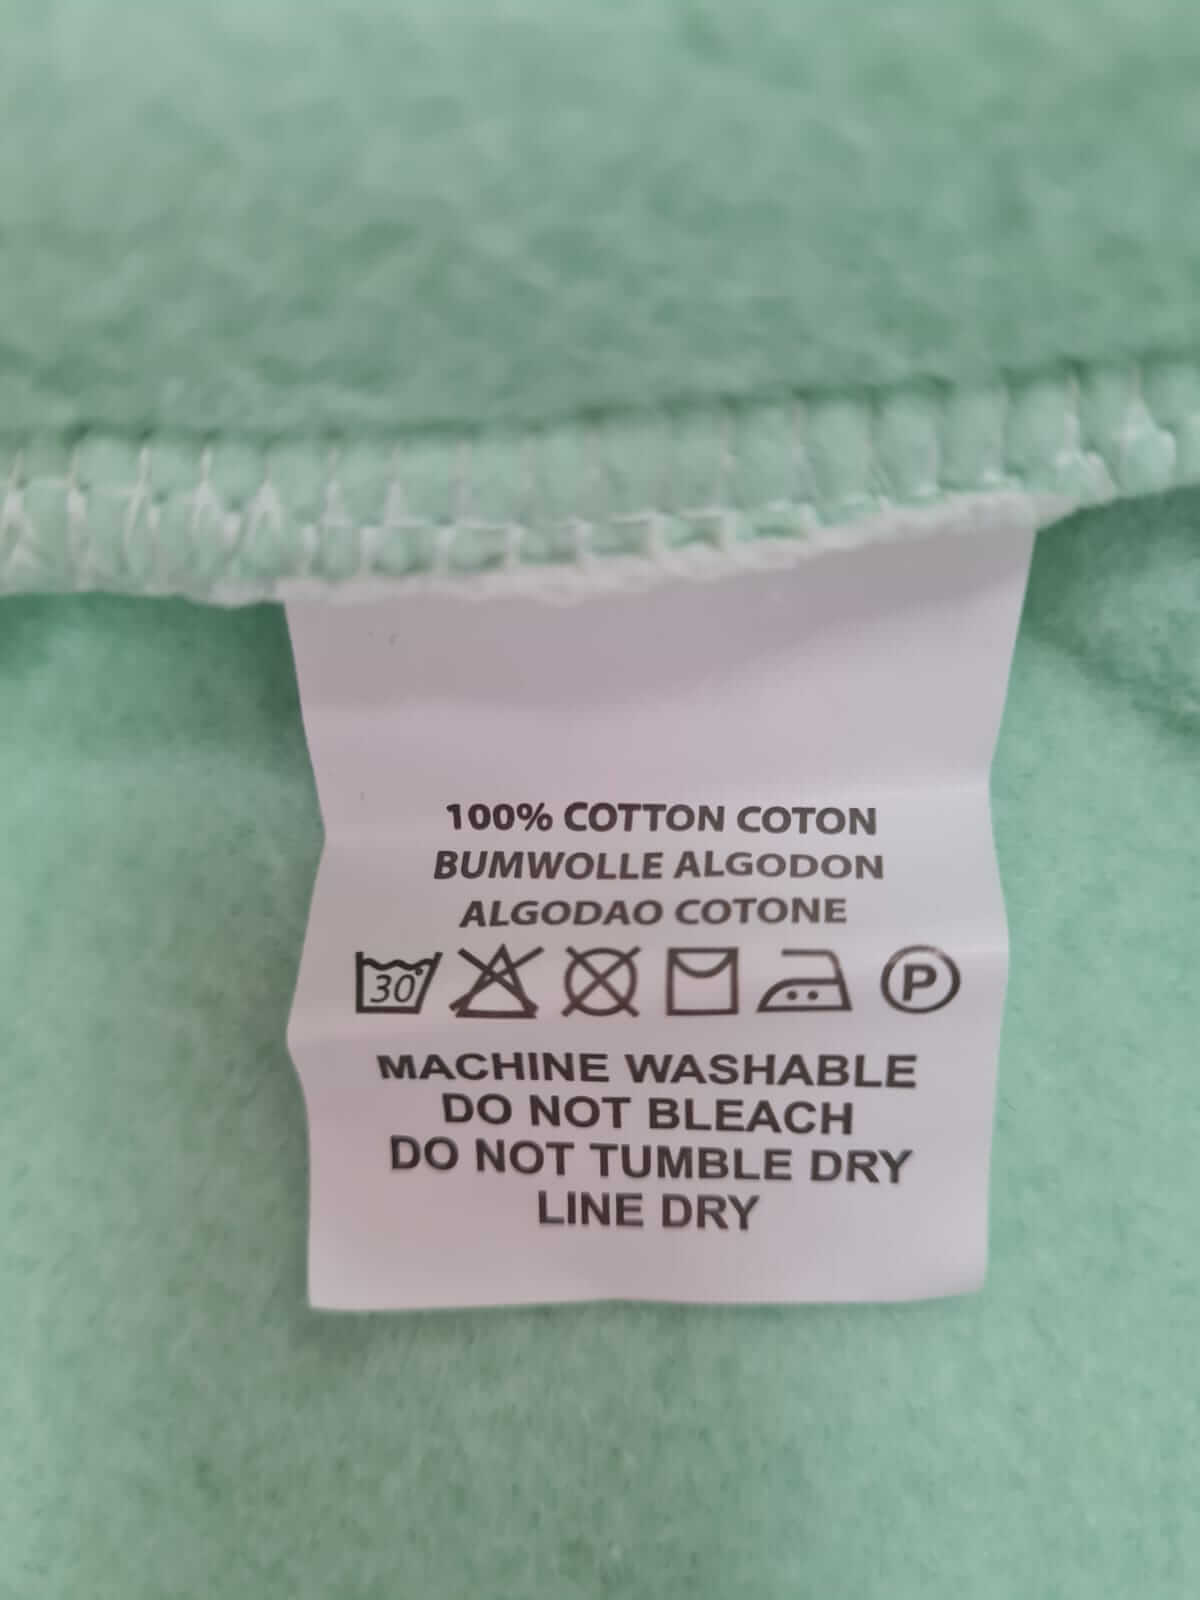 100% COTTON COTON
BUMWOLLE ALGODON
ALGODAO COTONE
30° P
MACHINE WASHABLE
DO NOT BLEACH
DO NOT TUMBLE DRY
LINE DRY